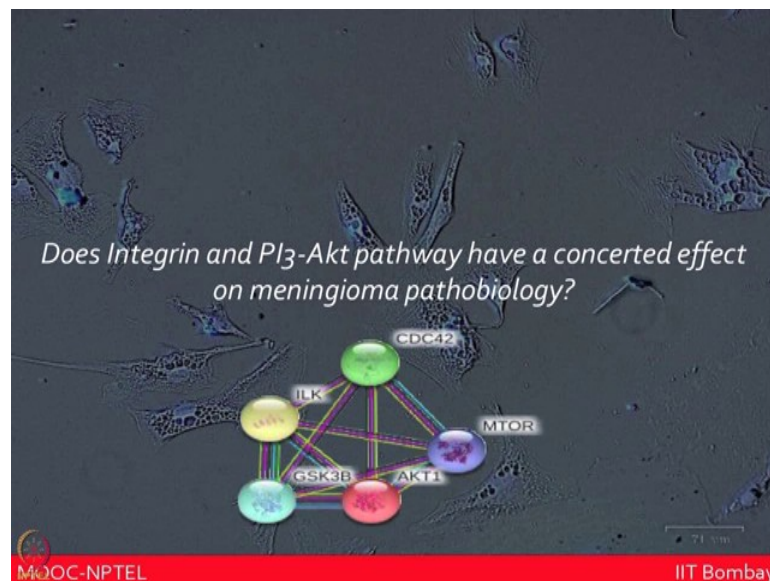 Does Integrin and PI3-Akt pathway have a concerted effect
on meningioma pathobiology?
CDC42
ILK
MTOR
GSK3B
AKT1
MOOC-NPTEL
IIT Bombay